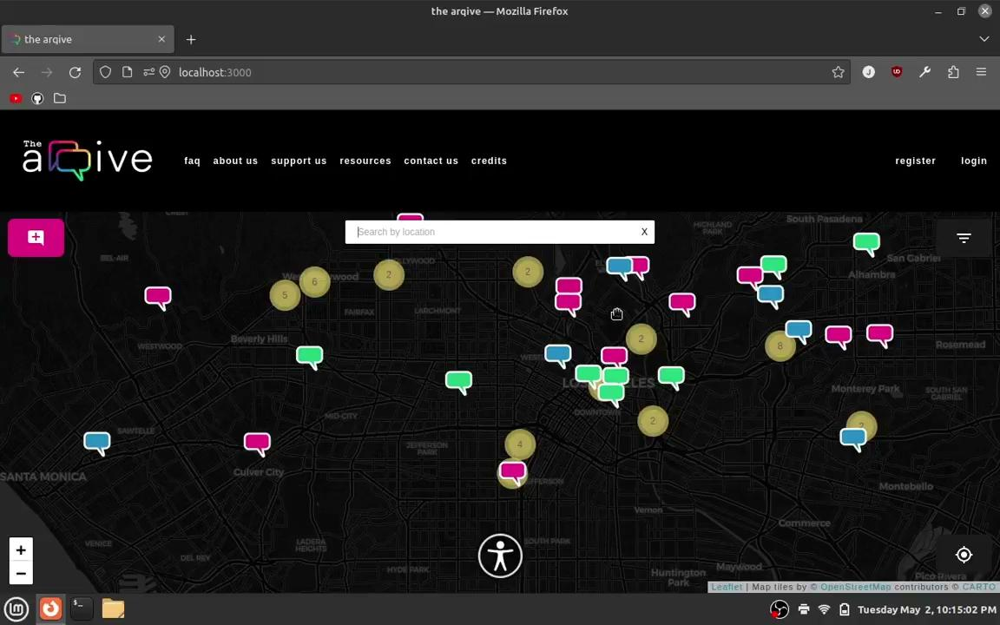 the arqive — Mozilla Firefox
the arqive
localhost:3000
J
The
aRqive
faq about us support us resources contact us credits register login
Search by location X
South Pasadena
HIGHLAND PARK
San Gabriel
BEL-AIR
Alhambra
6
2
2
5
FAIRFAX
LARCHMONT
Beverly Hills
2
WESTWOOD
8
Rosemead
LOS ANGELES
Monterey Park
SOUTH SAN GABRIEL
MID-CITY
DOWNTOWN
2
SAWTELLE
2
JEFFERSON PARK
4
Culver City
SANTA MONICA
Montebello
Vernon
Commerce
VENICE
LADERA HEIGHTS
SOUTH PARK
DEL REY
HYDE PARK
Huntington Park
Maywood
Pico Rivera
+
−
Leaflet | Map tiles by © OpenStreetMap contributors © CARTO
Tuesday May 2, 10:15:02 PM